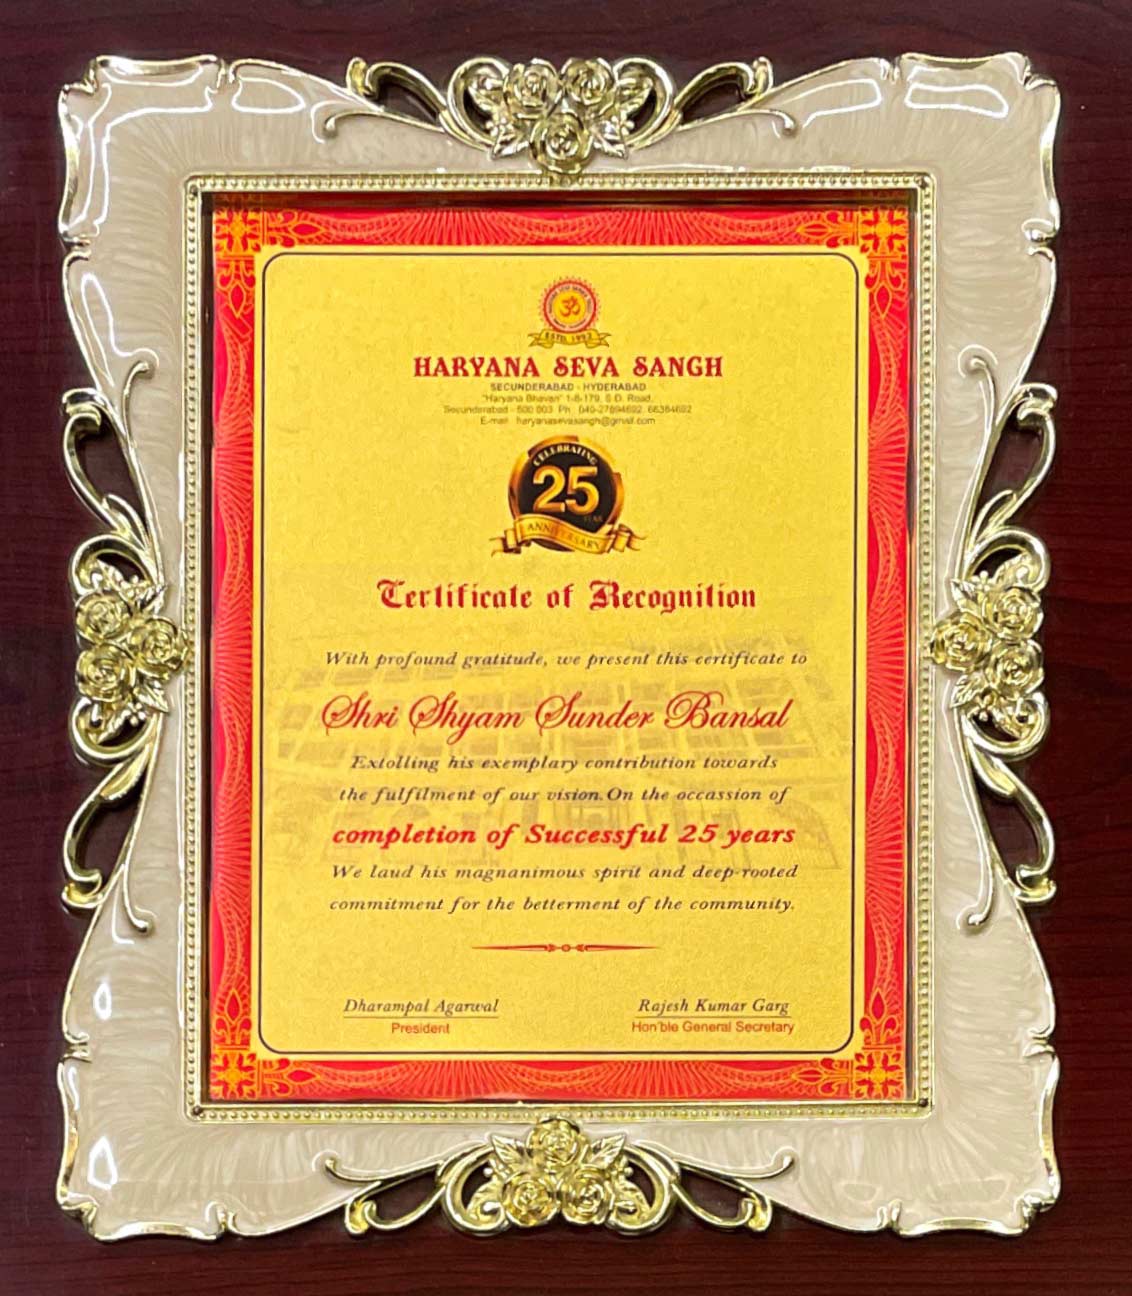 ॐ
ESTD. 1992
HARYANA SEVA SANGH
SECUNDERABAD - HYDERABAD
"Haryana Bhavan" 1-8-179, S.D. Road,
Secunderabad - 500 003 Ph : 040-27894692, 66384692
E-mail : haryanasevasangh@gmail.com
CELEBRATING
25
YEAR
ANNIVERSARY
Certificate of Recognition
With profound gratitude, we present this certificate to
Shri Shyam Sunder Bansal
Extolling his exemplary contribution towards
the fulfilment of our vision. On the occassion of
completion of Successful 25 years
We laud his magnanimous spirit and deep-rooted
commitment for the betterment of the community.
Dharampal Agarwal
President
Rajesh Kumar Garg
Hon'ble General Secretary